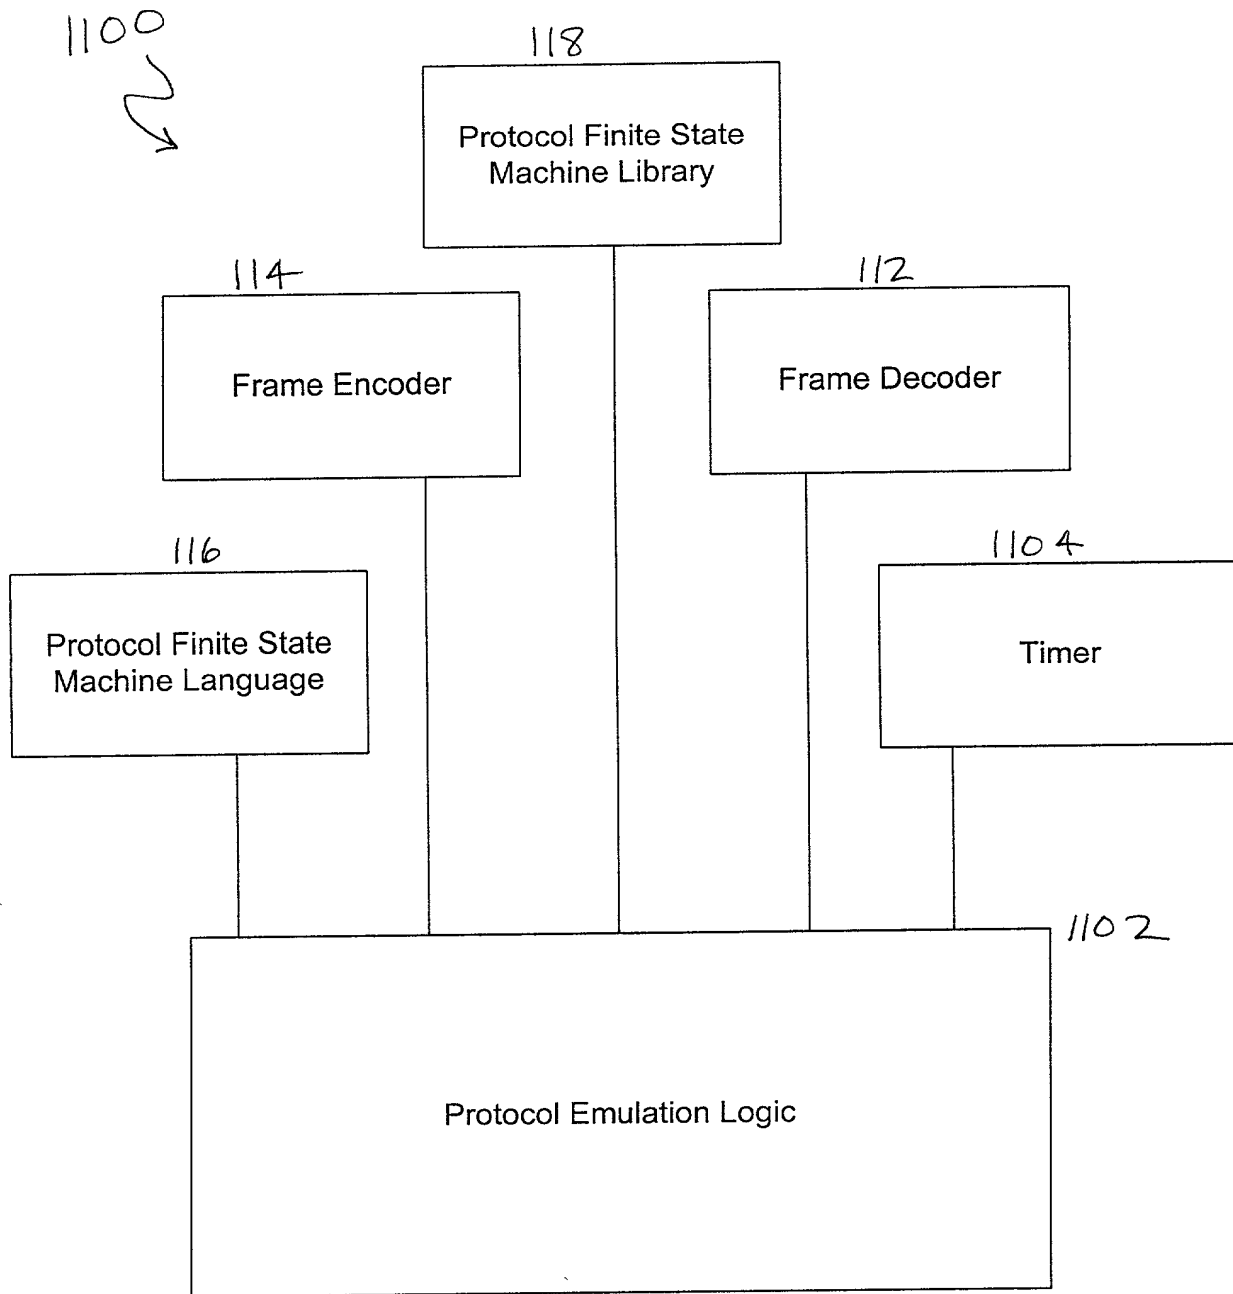 1100
118
Protocol Finite State
Machine Library
114
Frame Encoder
112
Frame Decoder
116
Protocol Finite State
Machine Language
1104
Timer
1102
Protocol Emulation Logic